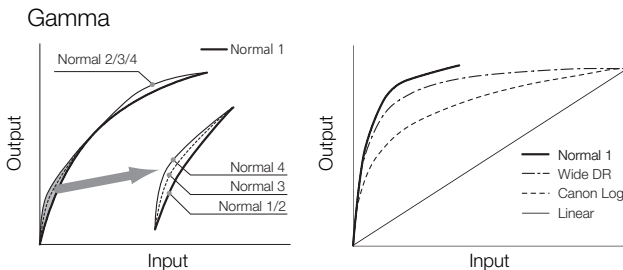 Gamma
Normal 2/3/4
Normal 1
Output
Normal 4
Normal 3
Normal 1/2
Input
Output
Normal 1
Wide DR
Canon Log
Linear
Input